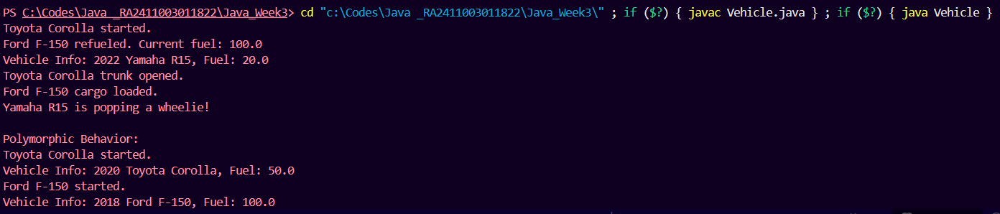 PS C:\Codes\Java _RA2411003011822\Java_Week3> cd "c:\Codes\Java _RA2411003011822\Java_Week3\" ; if ($?) { javac Vehicle.java } ; if ($?) { java Vehicle }
Toyota Corolla started.
Ford F-150 refueled. Current fuel: 100.0
Vehicle Info: 2022 Yamaha R15, Fuel: 20.0
Toyota Corolla trunk opened.
Ford F-150 cargo loaded.
Yamaha R15 is popping a wheelie!

Polymorphic Behavior:
Toyota Corolla started.
Vehicle Info: 2020 Toyota Corolla, Fuel: 50.0
Ford F-150 started.
Vehicle Info: 2018 Ford F-150, Fuel: 100.0